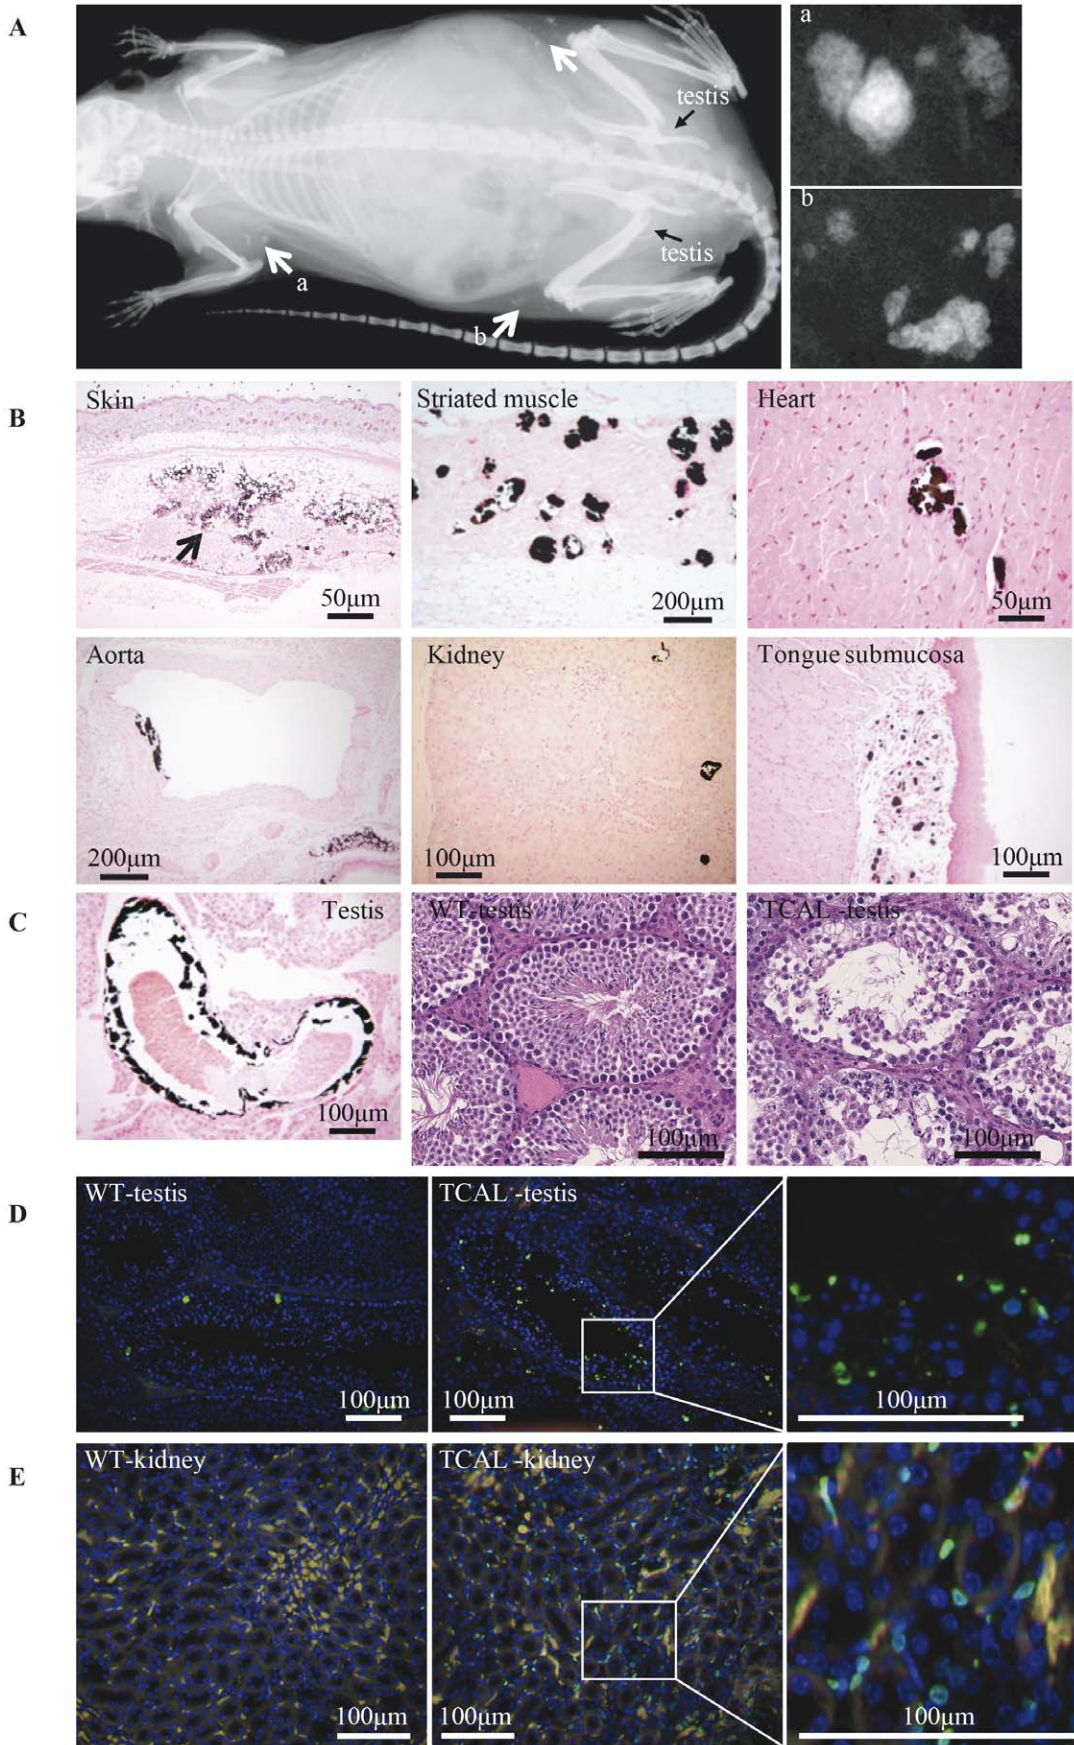 A
a
testis
testis
a
b
b
B
Skin
Striated muscle
Heart
50μm
200μm
50μm
Aorta
Kidney
Tongue submucosa
200μm
100μm
100μm
C
Testis
WT-testis
TCAL -testis
100μm
100μm
100μm
D
WT-testis
TCAL -testis
100μm
100μm
100μm
E
WT-kidney
TCAL -kidney
100μm
100μm
100μm